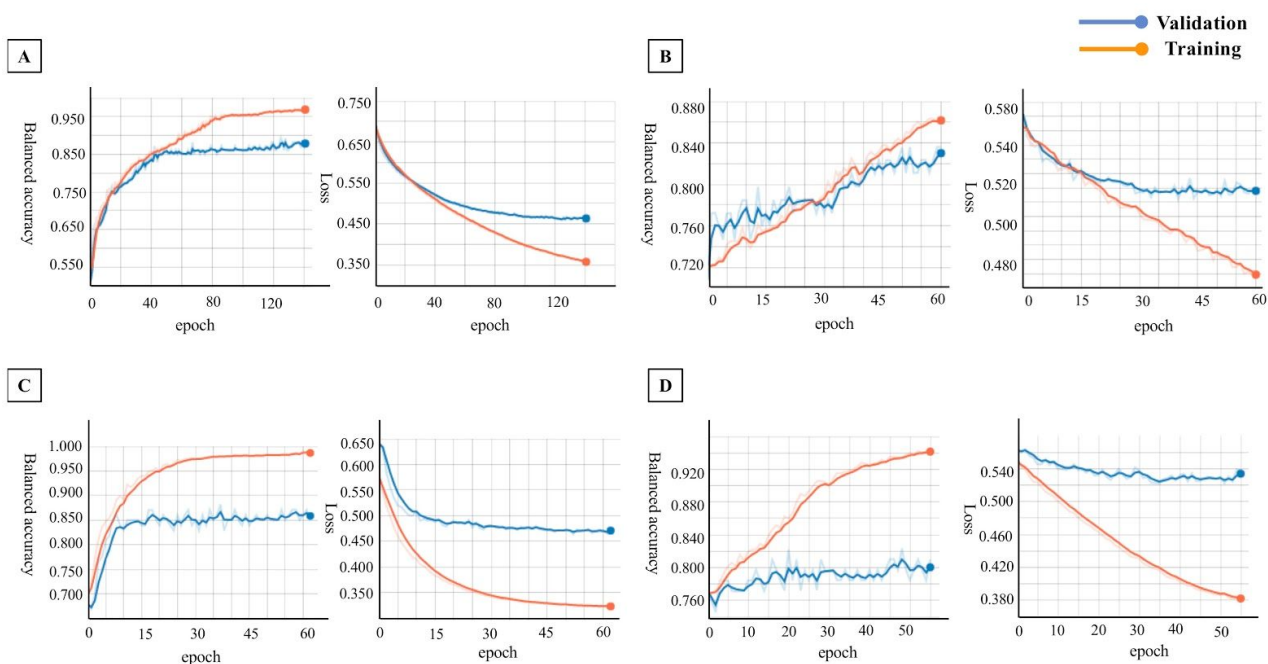 Validation
Training
A
Balanced accuracy
0.950
0.850
0.750
0.650
0.550
0 40 80 120
epoch
Loss
0.750
0.650
0.550
0.450
0.350
0 40 80 120
epoch
B
Balanced accuracy
0.880
0.840
0.800
0.760
0.720
0 15 30 45 60
epoch
Loss
0.580
0.540
0.520
0.500
0.480
0 15 30 45 60
epoch
C
Balanced accuracy
1.000
0.950
0.900
0.850
0.800
0.750
0.700
0 15 30 45 60
epoch
Loss
0.650
0.600
0.550
0.500
0.450
0.400
0.350
0 15 30 45 60
epoch
D
Balanced accuracy
0.920
0.880
0.840
0.800
0.760
0 10 20 30 40 50
epoch
Loss
0.540
0.500
0.460
0.420
0.380
0 10 20 30 40 50
epoch